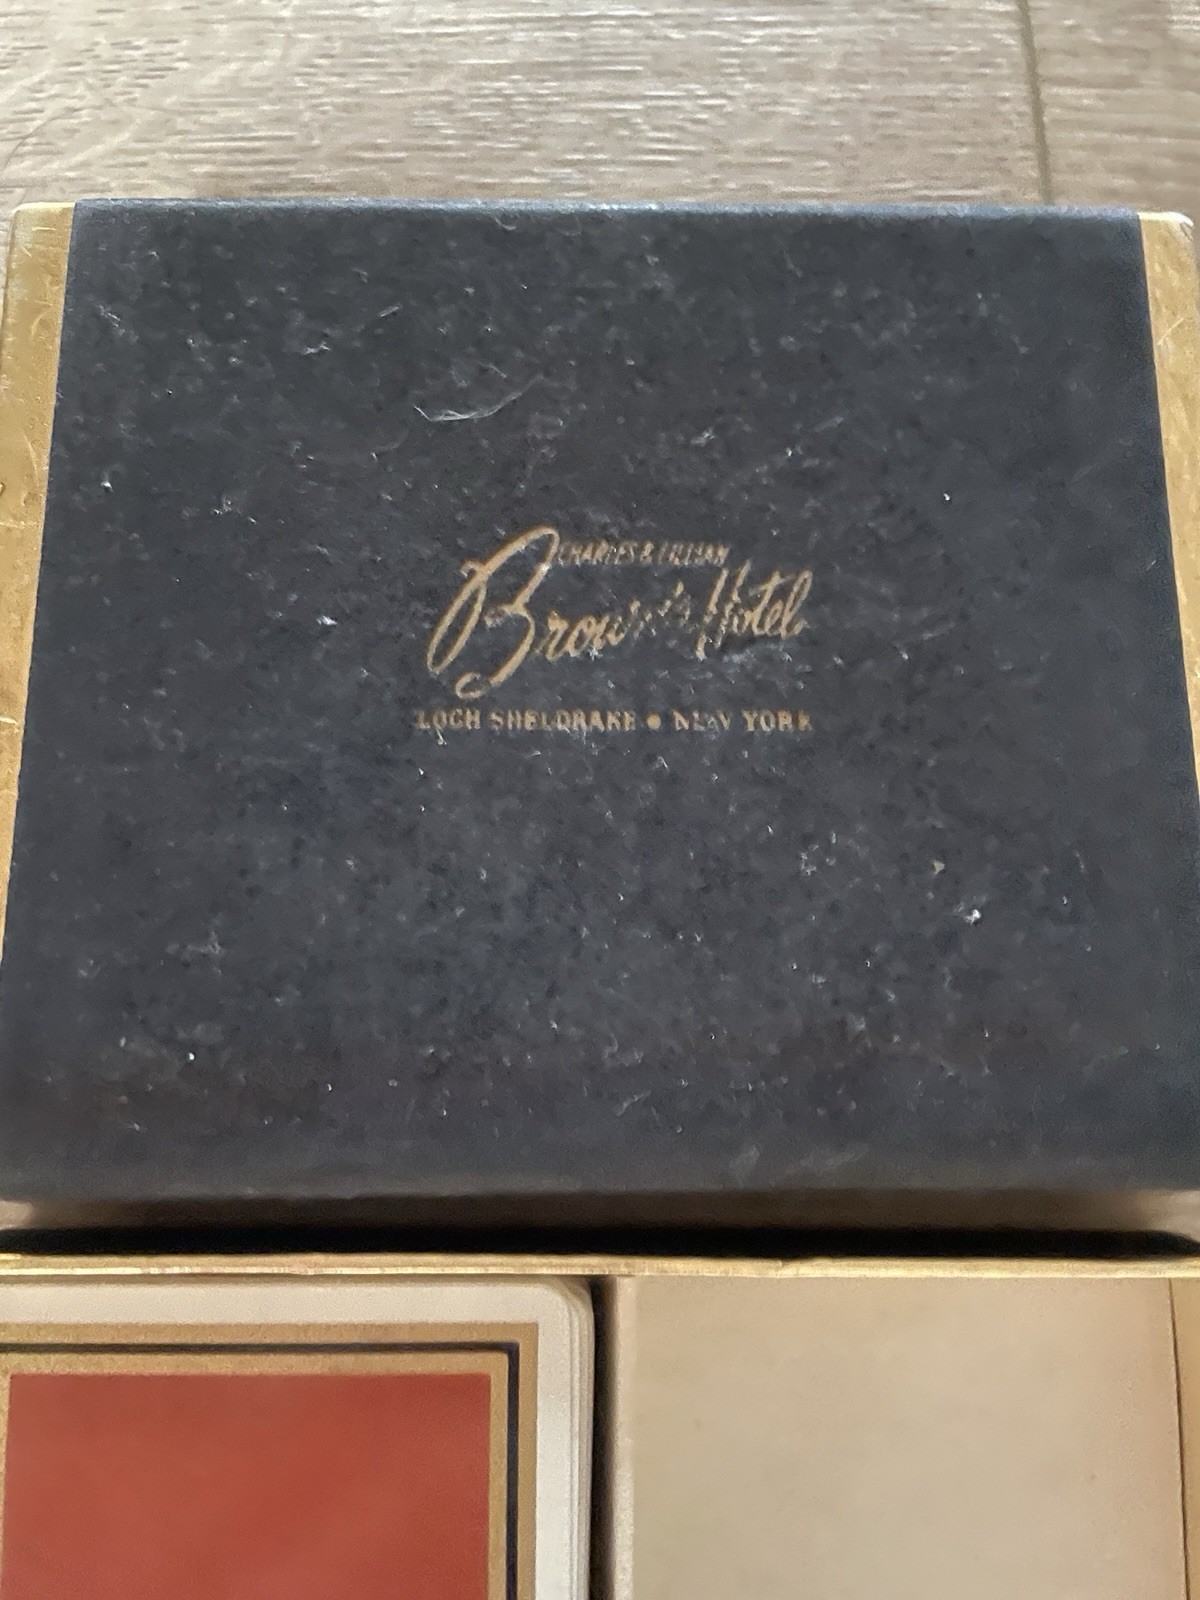 CHARLES & LILLIAN
Brown's Hotel
LOCH SHELDRAKE • NEW YORK